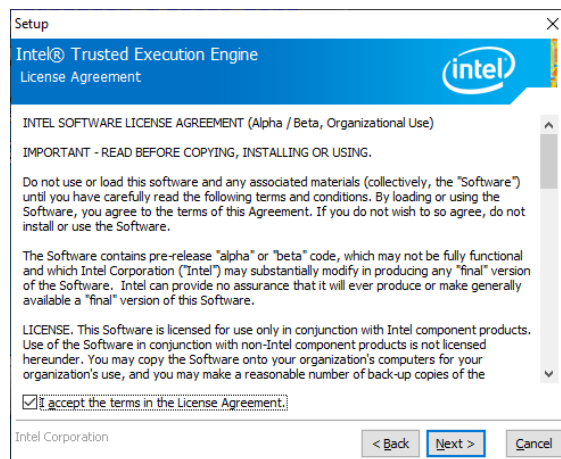 Setup
Intel® Trusted Execution Engine
License Agreement
intel
INTEL SOFTWARE LICENSE AGREEMENT (Alpha / Beta, Organizational Use)
IMPORTANT - READ BEFORE COPYING, INSTALLING OR USING.
Do not use or load this software and any associated materials (collectively, the "Software")
until you have carefully read the following terms and conditions. By loading or using the
Software, you agree to the terms of this Agreement. If you do not wish to so agree, do not
install or use the Software.
The Software contains pre-release "alpha" or "beta" code, which may not be fully functional
and which Intel Corporation ("Intel") may substantially modify in producing any "final" version
of the Software.  Intel can provide no assurance that it will ever produce or make generally
available a "final" version of this Software.
LICENSE. This Software is licensed for use only in conjunction with Intel component products.
Use of the Software in conjunction with non-Intel component products is not licensed
hereunder. You may copy the Software onto your organization's computers for your
organization's use, and you may make a reasonable number of back-up copies of the
I accept the terms in the License Agreement.
Intel Corporation
< Back
Next >
Cancel